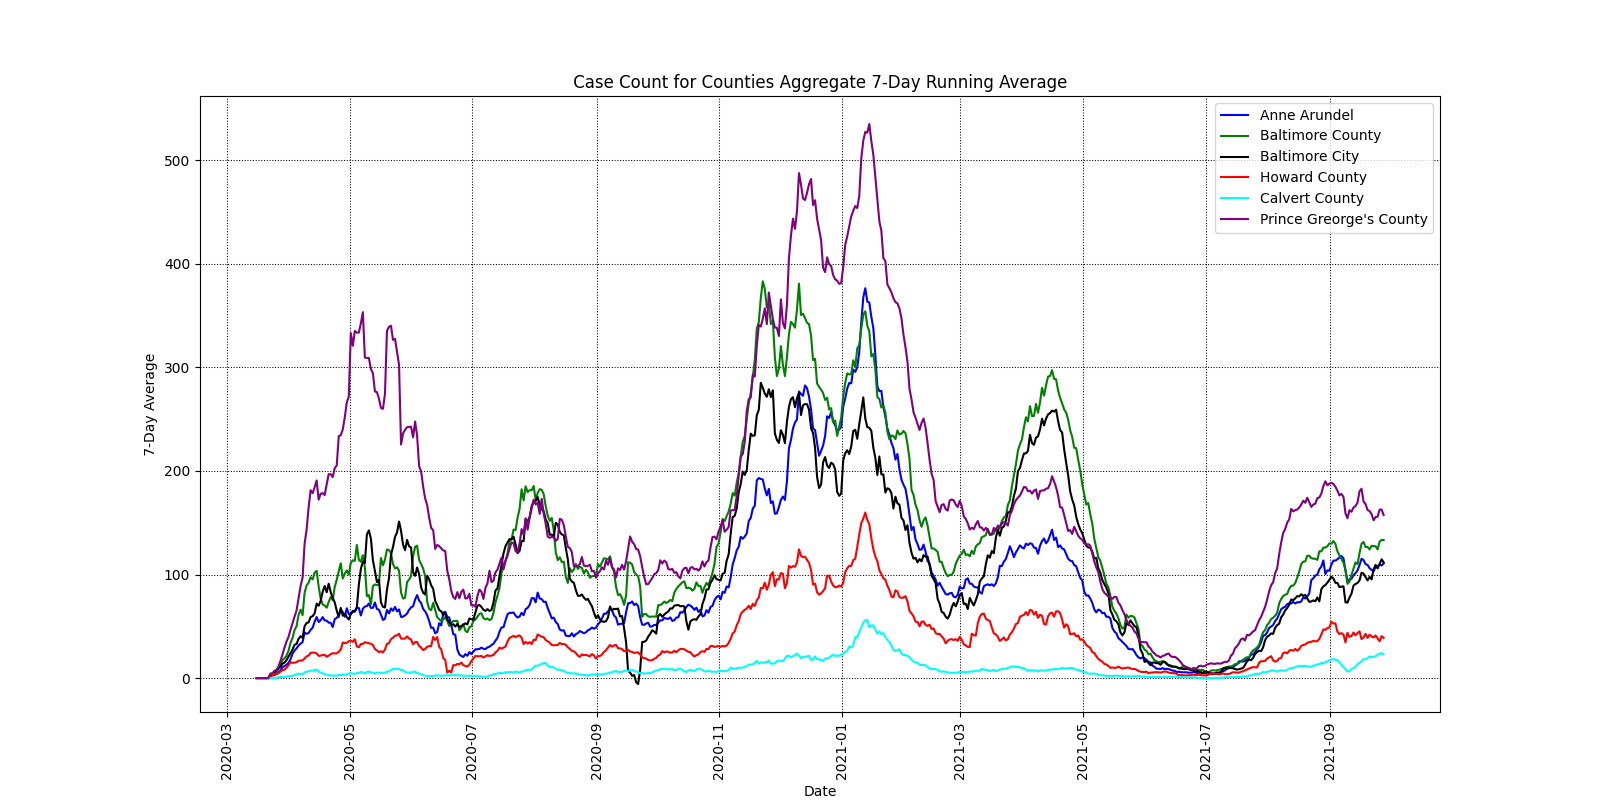 Case Count for Counties Aggregate 7-Day Running Average
Anne Arundel
Baltimore County
Baltimore City
Howard County
Calvert County
Prince Greorge's County
7-Day Average
500
400
300
200
100
0
2020-03
2020-05
2020-07
2020-09
2020-11
2021-01
2021-03
2021-05
2021-07
2021-09
Date